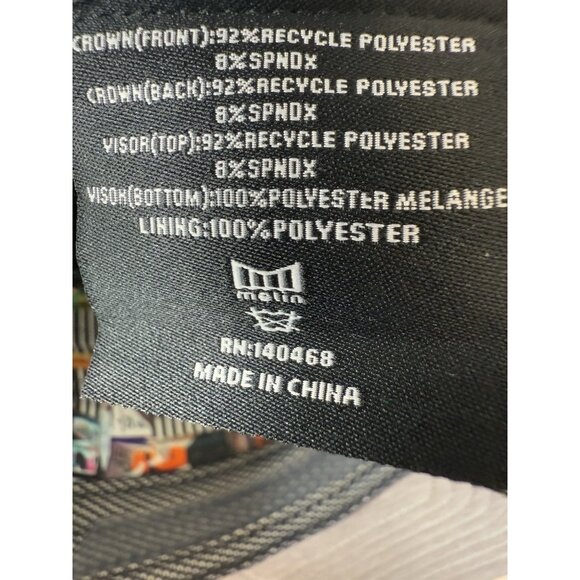 CROWN(FRONT):92%RECYCLE POLYESTER
8%SPNDX
CROWN(BACK):92%RECYCLE POLYESTER
8%SPNDX
VISOR(TOP):92%RECYCLE POLYESTER
8%SPNDX
VISOR(BOTTOM):100%POLYESTER MELANGE
LINING:100%POLYESTER
melin
RN:140468
MADE IN CHINA